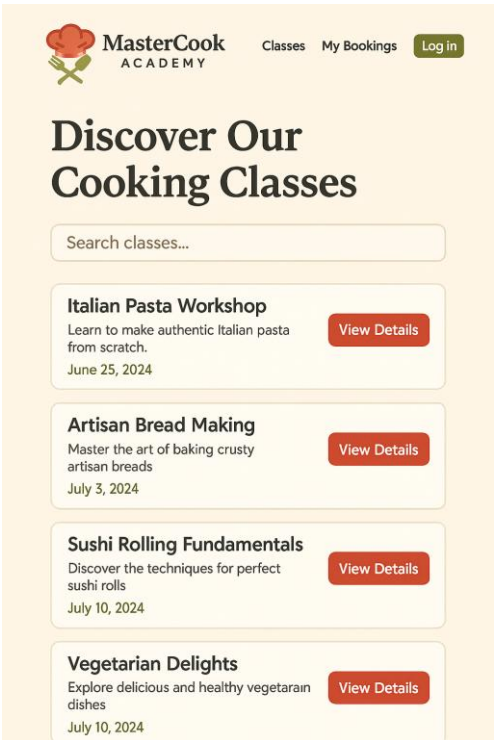 MasterCook
ACADEMY
Classes My Bookings Log in
Discover Our
Cooking Classes
Search classes...
Italian Pasta Workshop
Learn to make authentic Italian pasta
from scratch.
June 25, 2024
View Details
Artisan Bread Making
Master the art of baking crusty
artisan breads
July 3, 2024
View Details
Sushi Rolling Fundamentals
Discover the techniques for perfect
sushi rolls
July 10, 2024
View Details
Vegetarian Delights
Explore delicious and healthy vegetaraın
dishes
July 10, 2024
View Details